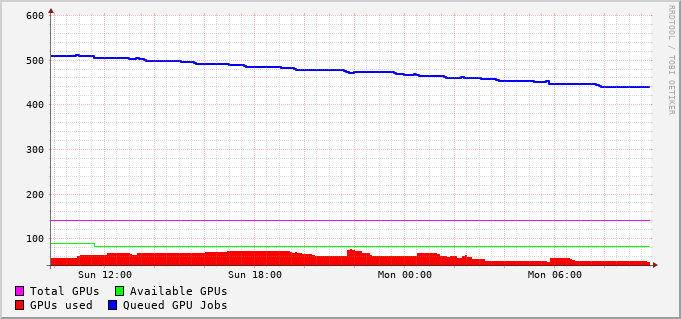 600
500
400
300
200
100
Sun 12:00 Sun 18:00 Mon 00:00 Mon 06:00
Total GPUs Available GPUs
GPUs used Queued GPU Jobs
RRDTOOL / TOBI OETIKER